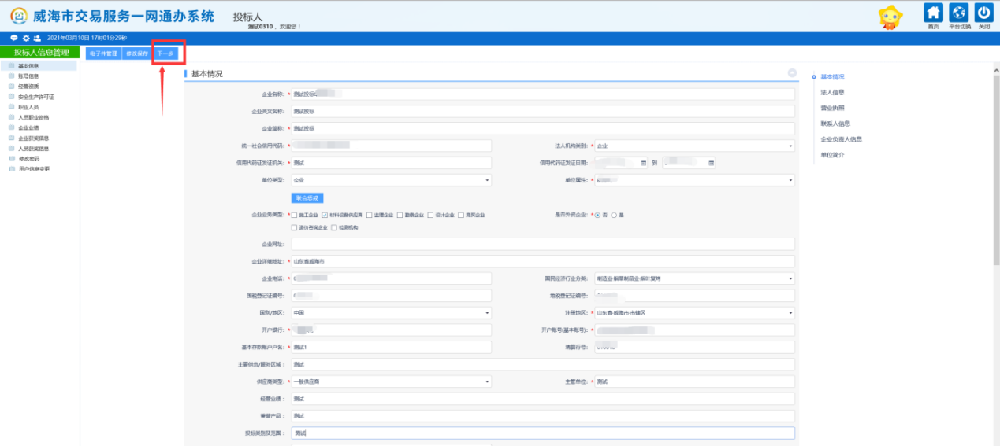 威海市交易服务一网通办系统 投标人
测试0310，欢迎您！
首页 平台切换 关闭
2021年03月10日 17时01分29秒
投标人信息管理
电子件管理 修改保存 下一步
基本信息
账号信息
经营资质
安全生产许可证
职业人员
人员职业资格
企业业绩
企业获奖信息
人员获奖信息
修改密码
用户信息变更
基本情况
企业名称： * 测试投标
企业英文名称： 测试投标
企业简称： * 测试投标
统一社会信用代码： * 法人机构类别： * 企业
信用代码证发证机关： * 测试 信用代码证发证日期： 到
单位类型： 企业 单位属性： *
联合惩戒
企业业务类型： * 施工企业 材料设备供应商 监理企业 勘察企业 设计企业 是否外资企业： * 否 是
造价咨询企业 检测机构
企业网址：
企业详细地址： * 山东省威海市
企业电话： * 国民经济行业分类： 制造业-烟草制品业-烟叶复烤
国税登记证编号： 地税登记证编号：
国别/地区： 中国 注册地区： * 山东省-威海市-市辖区
开户银行： * 开户账号(基本账号)： *
基本存款账户户名： * 测试1 清算行号：
主要供货/服务区域： 测试
供应商类型： * 一般供应商 主管单位： * 测试
经营业绩： 测试
兼营产品： 测试
投标类别及范围： 测试
基本情况
法人信息
营业执照
联系人信息
企业负责人信息
单位简介